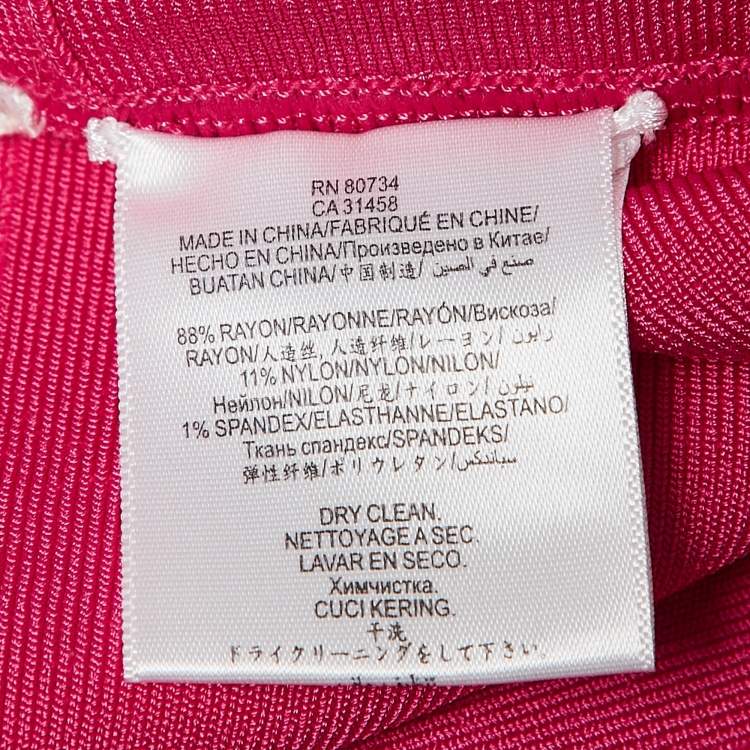 RN 80734
CA 31458
MADE IN CHINA/FABRIQUÉ EN CHINE/
HECHO EN CHINA/Произведено в Китае/
BUATAN CHINA/中国制造/ صنع في الصين
88% RAYON/RAYONNE/RAYÓN/Вискоза/
RAYON/人造丝,人造纤维/レーヨン/ رايون
11% NYLON/NYLON/NILON/
Нейлон/NILON/尼龙/ナイロン/ نيلون
1% SPANDEX/ELASTHANNE/ELASTANO/
Ткань спандекс/SPANDEKS/
弹性纤维/ポリウレタン/سباندكس
DRY CLEAN.
NETTOYAGE A SEC.
LAVAR EN SECO.
Химчистка.
CUCI KERING.
干洗
ドライクリーニングをして下さい